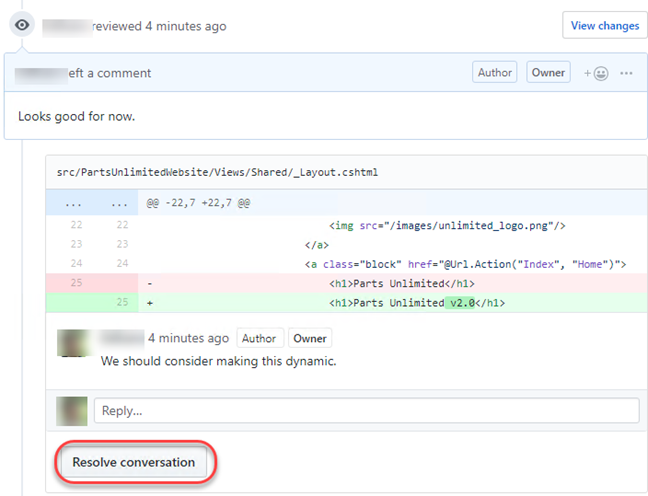 reviewed 4 minutes ago View changes
eft a comment Author Owner
Looks good for now.
src/PartsUnlimitedWebsite/Views/Shared/_Layout.cshtml
... ... @@ -22,7 +22,7 @@
22 22 <img src="/images/unlimited_logo.png"/>
23 23 </a>
24 24 <a class="block" href="@Url.Action("Index", "Home")">
25 - <h1>Parts Unlimited</h1>
25 + <h1>Parts Unlimited v2.0</h1>
4 minutes ago Author Owner
We should consider making this dynamic.
Reply...
Resolve conversation